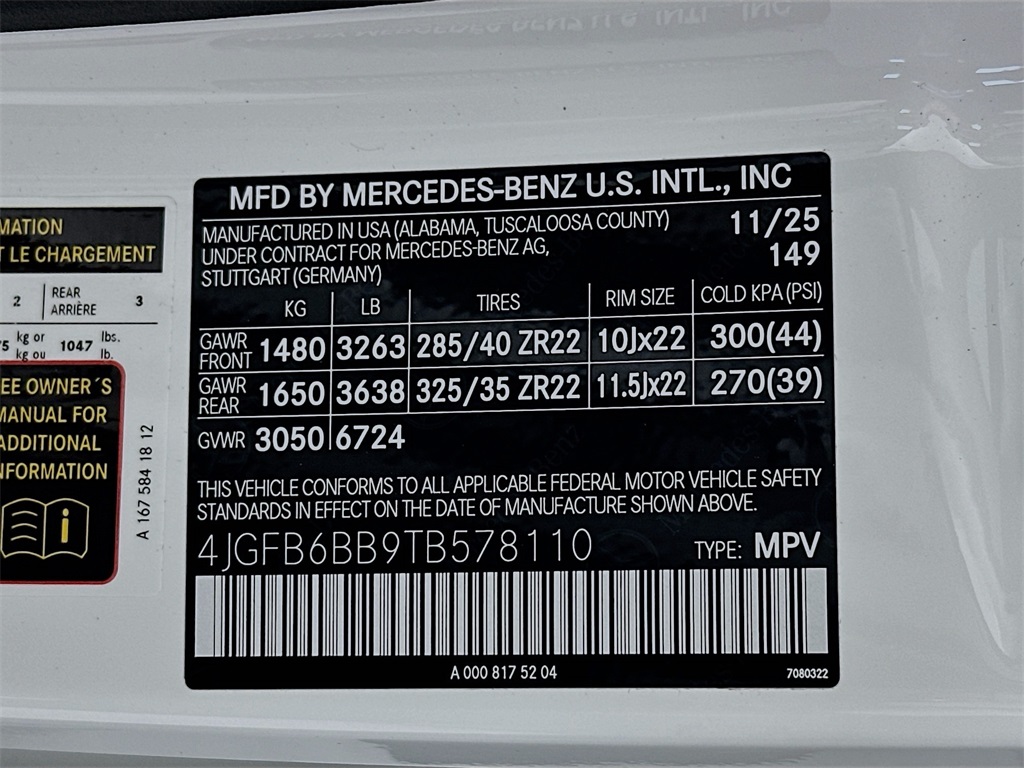 MATION
T LE CHARGEMENT
2 REAR ARRIÈRE 3
5 kg or kg ou 1047 lbs. lb.
EE OWNER´S
MANUAL FOR
ADDITIONAL
NFORMATION
i
A 167 584 18 12
MFD BY MERCEDES-BENZ U.S. INTL., INC
MANUFACTURED IN USA (ALABAMA, TUSCALOOSA COUNTY) 11/25
UNDER CONTRACT FOR MERCEDES-BENZ AG, 149
STUTTGART (GERMANY)
KG LB TIRES RIM SIZE COLD KPA (PSI)
GAWR FRONT 1480 3263 285/40 ZR22 10Jx22 300(44)
GAWR REAR 1650 3638 325/35 ZR22 11.5Jx22 270(39)
GVWR 3050 6724
THIS VEHICLE CONFORMS TO ALL APPLICABLE FEDERAL MOTOR VEHICLE SAFETY
STANDARDS IN EFFECT ON THE DATE OF MANUFACTURE SHOWN ABOVE.
4JGFB6BB9TB578110 TYPE: MPV
A 000 817 52 04
7080322